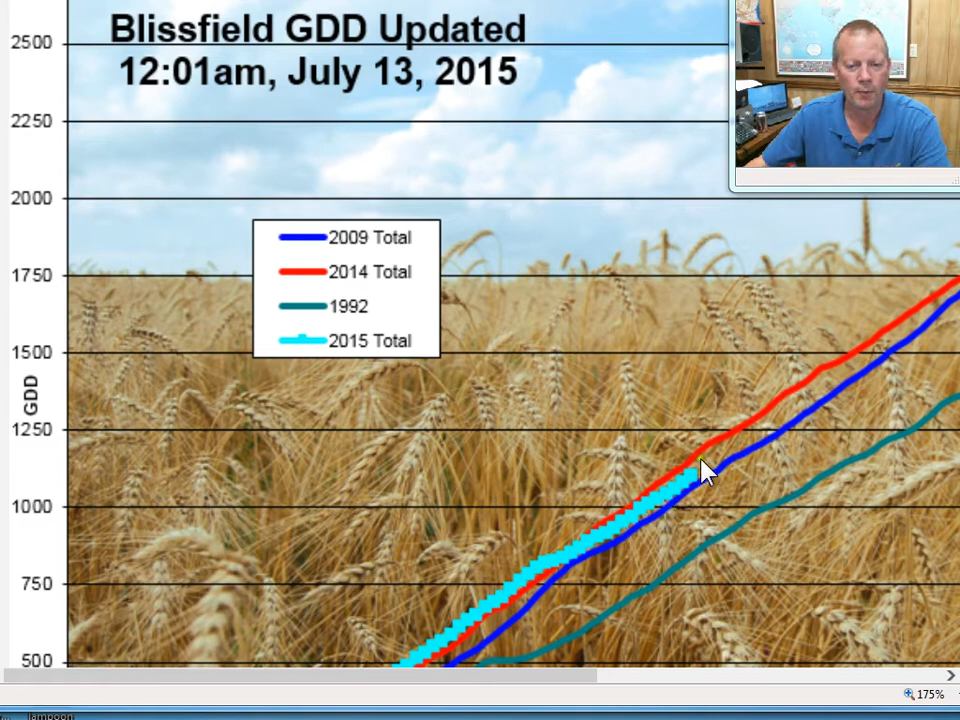 Blissfield GDD Updated
12:01am, July 13, 2015
2500
2250
2000
1750
1500
1250
1000
750
500
GDD
2009 Total
2014 Total
1992
2015 Total
175%
lampoon